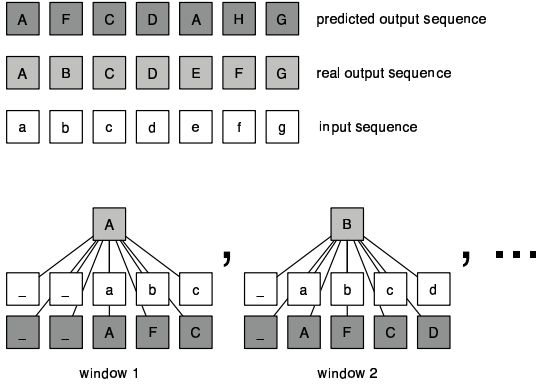 A F C D A H G predicted output sequence
A B C D E F G real output sequence
a b c d e f g input sequence
A , B , ...
_ _ a b c _ a b c d
_ _ A F C _ A F C D
window 1 window 2